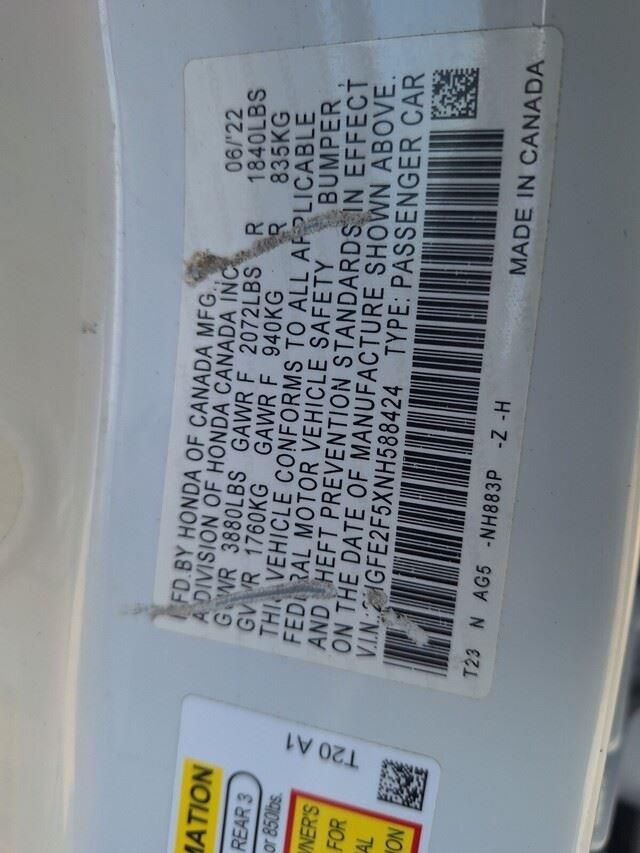 MFD.BY HONDA OF CANADA MFG.,
A DIVISION OF HONDA CANADA INC. 06/'22
GVWR 3880LBS GAWR F 2072LBS R 1840LBS
GVWR 1760KG GAWR F 940KG R 835KG
THIS VEHICLE CONFORMS TO ALL APPLICABLE
FEDERAL MOTOR VEHICLE SAFETY BUMPER,
AND THEFT PREVENTION STANDARDS IN EFFECT
ON THE DATE OF MANUFACTURE SHOWN ABOVE.
V.I.N.: GFE2F5XNH588424 TYPE: PASSENGER CAR
T23 N AG5 -NH883P -Z -H MADE IN CANADA
MATION
REAR 3
or 850lbs.
NER'S
FOR
AL
ION
T20 A1